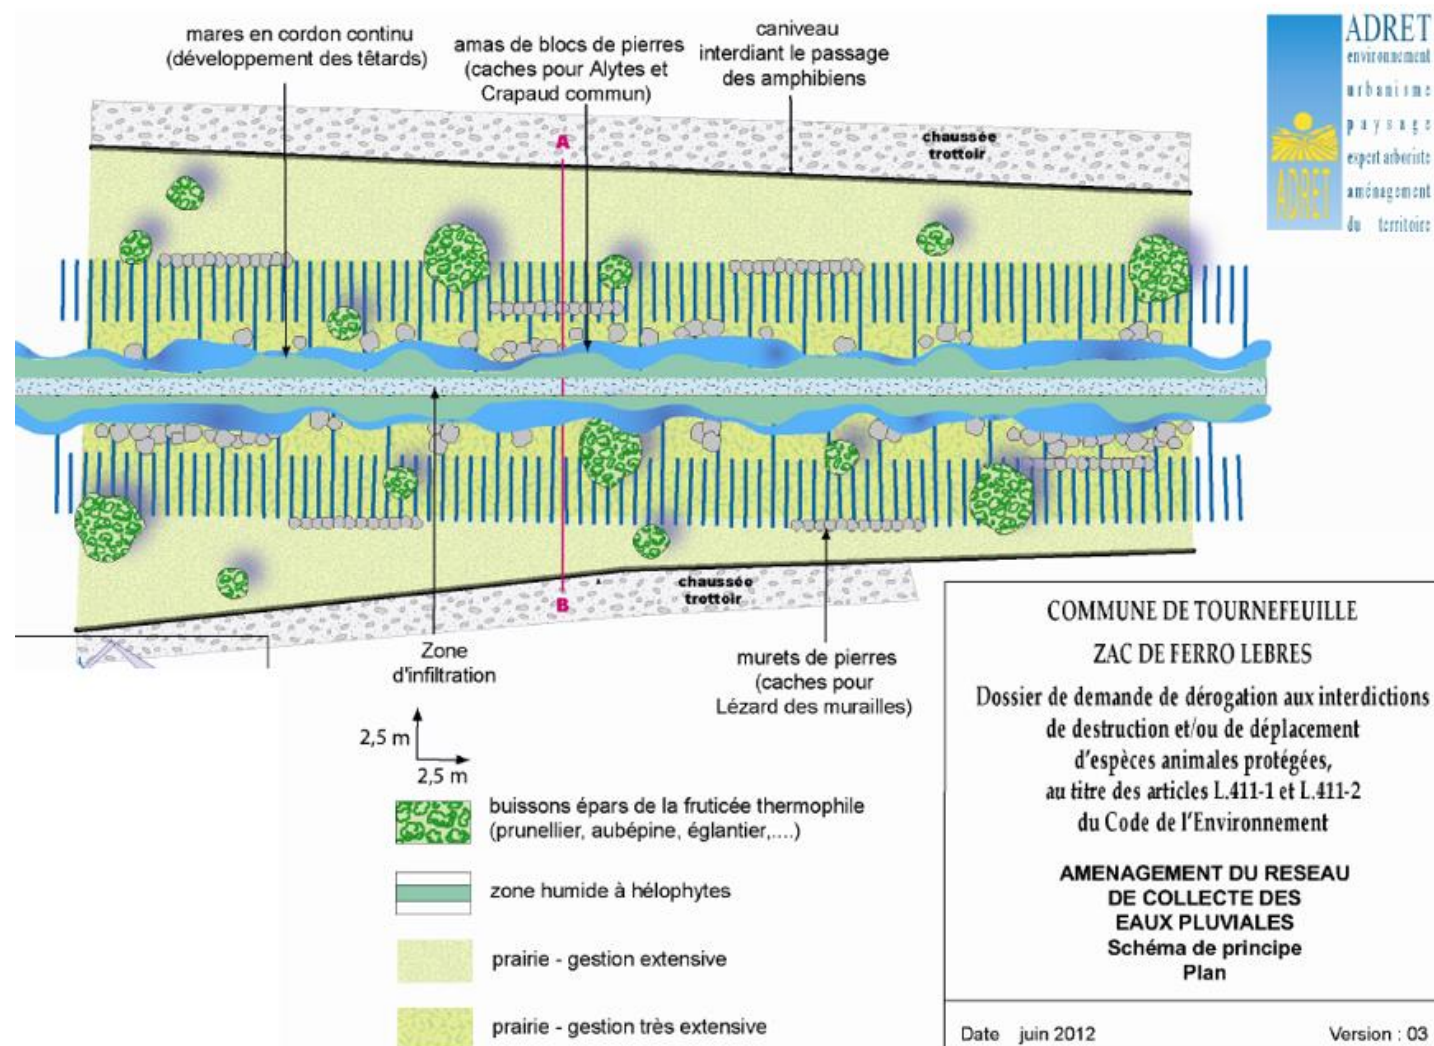 mares en cordon continu
(développement des têtards)
amas de blocs de pierres
(caches pour Alytes et
Crapaud commun)
caniveau
interdiant le passage
des amphibiens
ADRET
environnement
urbanisme
paysage
expert arboriste
aménagement
du territoire
ADRET
chaussée
trottoir
A
B
chaussée
trottoir
Zone
d'infiltration
murets de pierres
(caches pour
Lézard des murailles)
2,5 m
2,5 m
buissons épars de la fruticée thermophile
(prunellier, aubépine, églantier,....)
zone humide à hélophytes
prairie - gestion extensive
prairie - gestion très extensive
COMMUNE DE TOURNEFEUILLE
ZAC DE FERRO LEBRES
Dossier de demande de dérogation aux interdictions
de destruction et/ou de déplacement
d'espèces animales protégées,
au titre des articles L.411-1 et L.411-2
du Code de l'Environnement
AMENAGEMENT DU RESEAU
DE COLLECTE DES
EAUX PLUVIALES
Schéma de principe
Plan
Date juin 2012
Version : 03